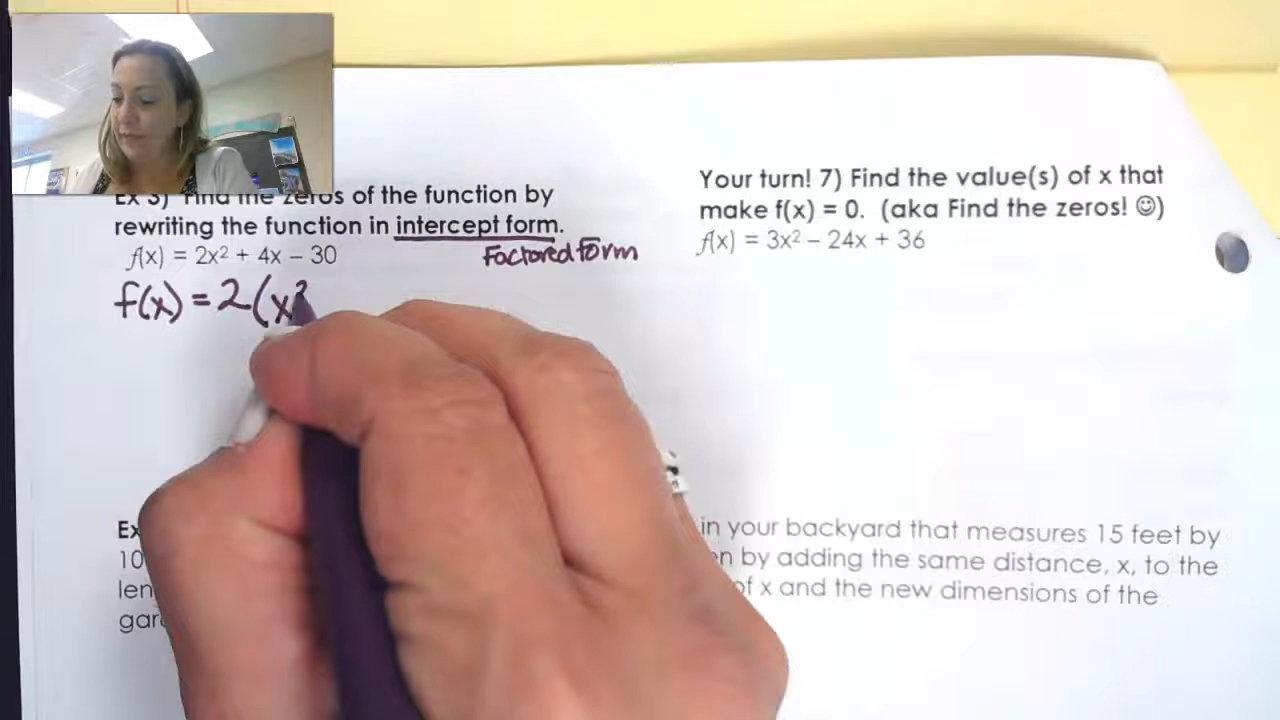 Ex 3) Find the zeros of the function by
rewriting the function in intercept form.
f(x) = 2x² + 4x – 30
Factored form
f(x) = 2(x²
Your turn! 7) Find the value(s) of x that
make f(x) = 0. (aka Find the zeros! ☺)
f(x) = 3x² – 24x + 36
Ex
in your backyard that measures 15 feet by
10
by adding the same distance, x, to the
of x and the new dimensions of the